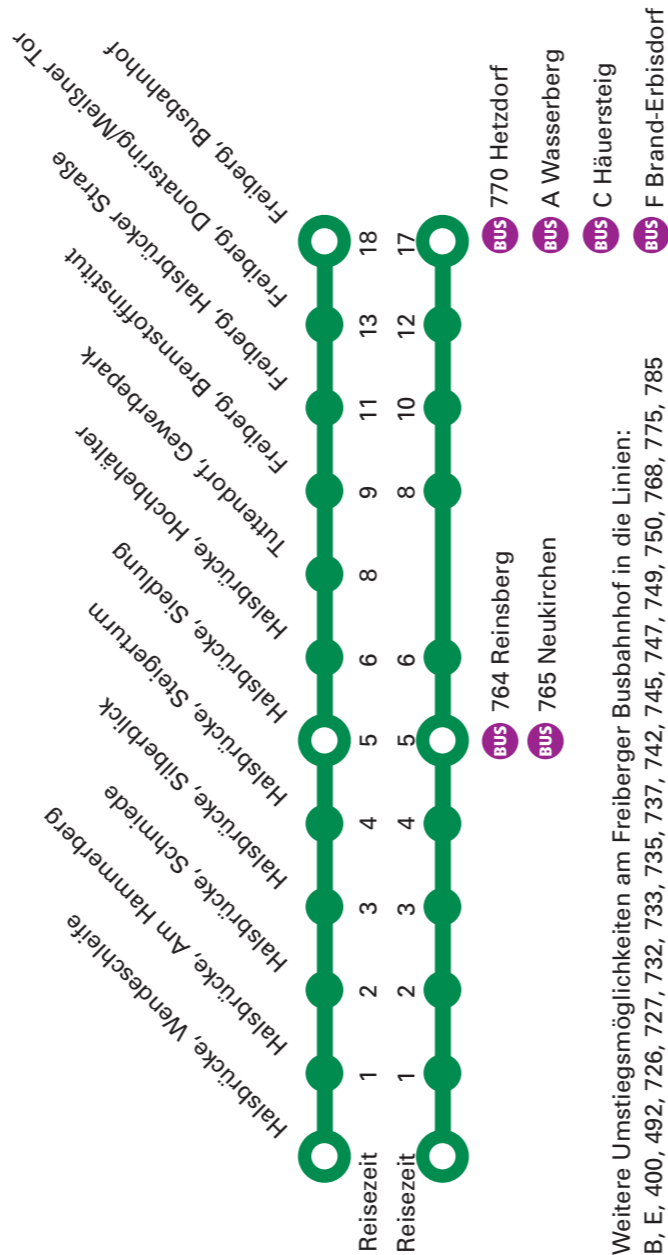 Halsbrücke, Wendeschleife
Halsbrücke, Am Hammerberg
Halsbrücke, Schmiede
Halsbrücke, Silberblick
Halsbrücke, Steigerturm
Halsbrücke, Siedlung
Halsbrücke, Hochbehälter
Tuttendorf, Gewerbepark
Freiberg, Brennstoffinstitut
Freiberg, Halsbrücker Straße
Freiberg, Donatsring/Meißner Tor
Freiberg, Busbahnhof
Reisezeit 1 2 3 4 5 6 8 9 11 13 18
Reisezeit 1 2 3 4 5 6 8 10 12 17
BUS 764 Reinsberg
BUS 765 Neukirchen
BUS 770 Hetzdorf
BUS A Wasserberg
BUS C Häuersteig
BUS F Brand-Erbisdorf
Weitere Umstiegsmöglichkeiten am Freiberger Busbahnhof in die Linien:
B, E, 400, 492, 726, 727, 732, 733, 735, 737, 742, 745, 747, 749, 750, 768, 775, 785